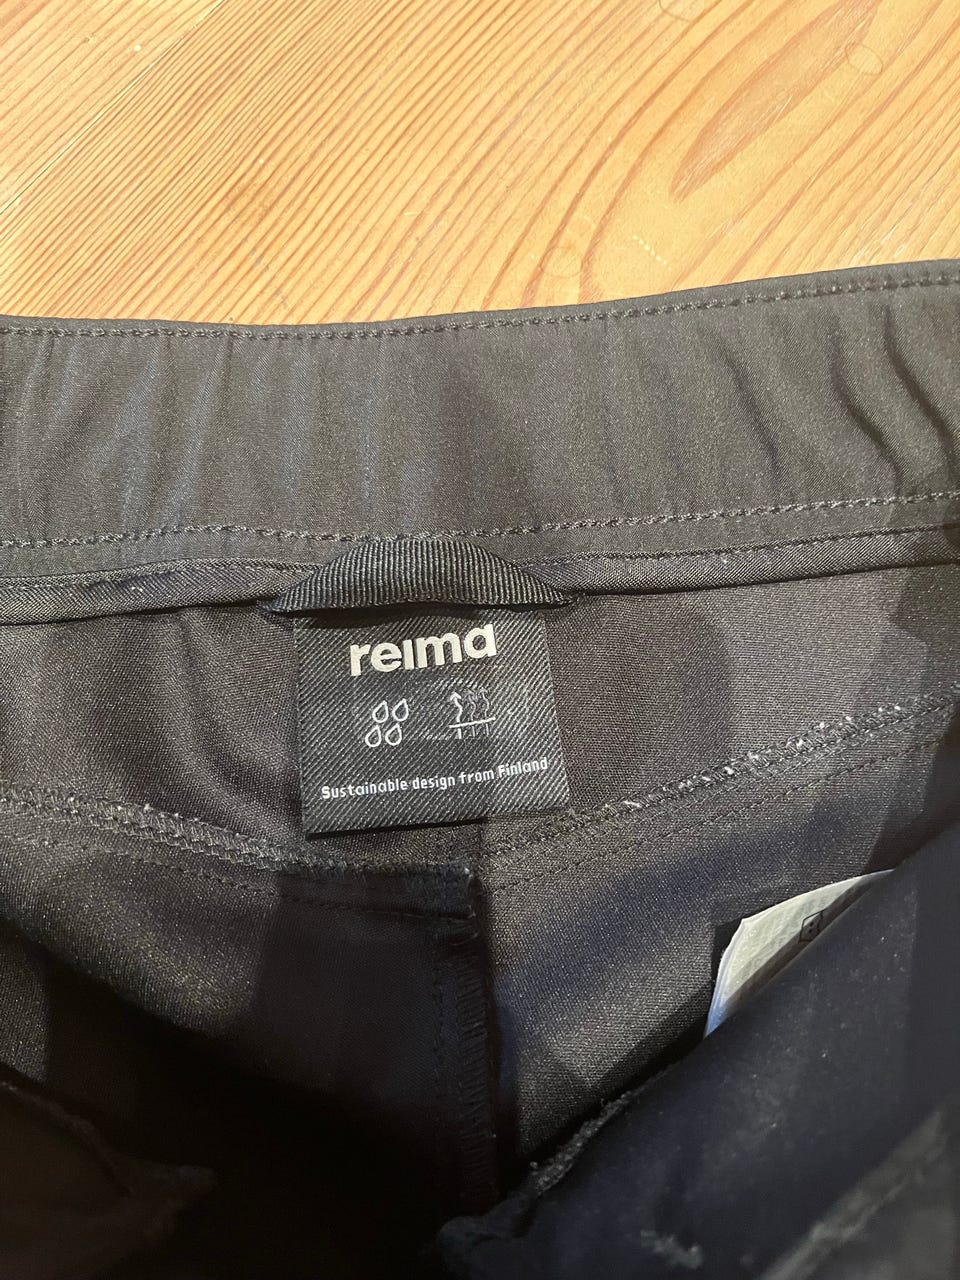 reima
Sustainable design from Finland